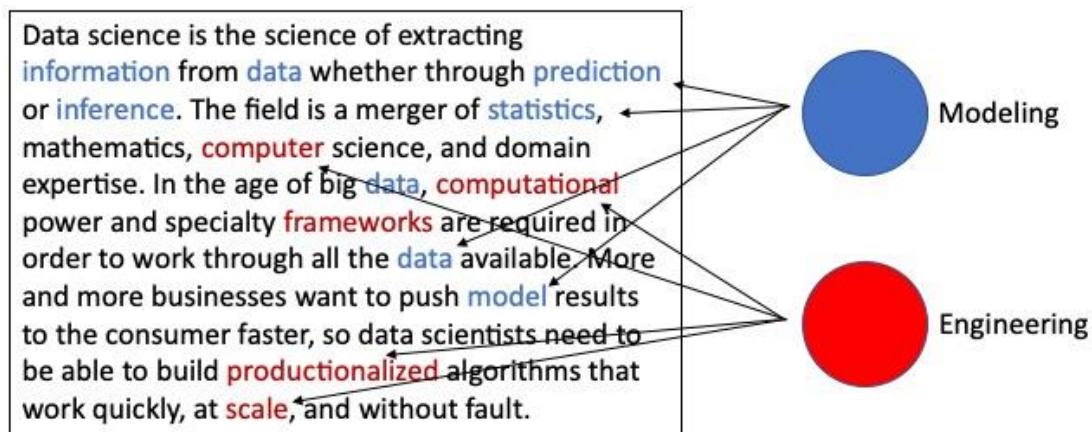 Data science is the science of extracting
information from data whether through prediction
or inference. The field is a merger of statistics,
mathematics, computer science, and domain
expertise. In the age of big data, computational
power and specialty frameworks are required in
order to work through all the data available. More
and more businesses want to push model results
to the consumer faster, so data scientists need to
be able to build productionalized algorithms that
work quickly, at scale, and without fault.
Modeling
Engineering